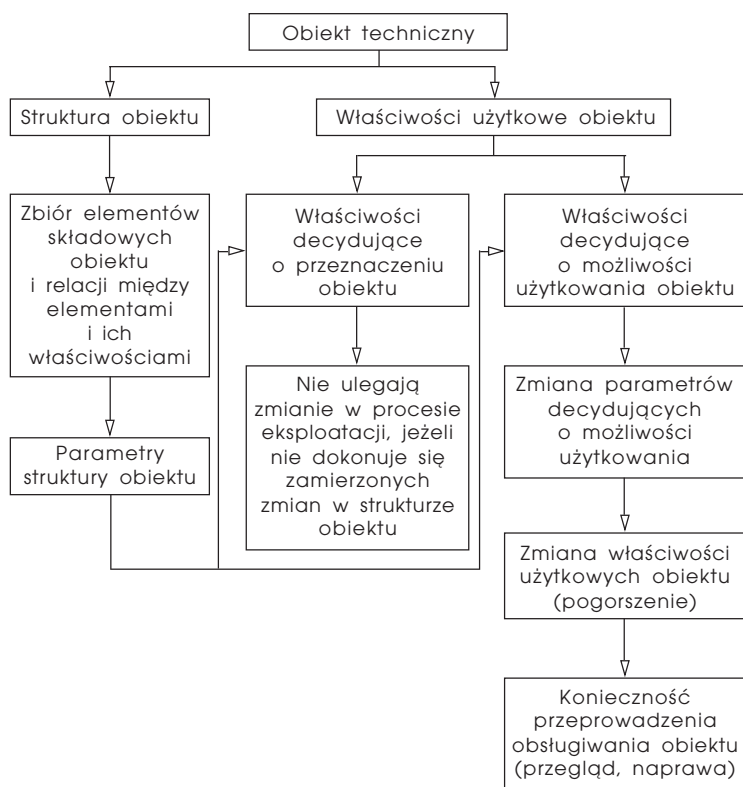 Obiekt techniczny
Struktura obiektu
Właściwości użytkowe obiektu
Zbiór elementów
składowych
obiektu
i relacji między
elementami
i ich
właściwościami
Właściwości
decydujące
o przeznaczeniu
obiektu
Właściwości
decydujące
o możliwości
użytkowania obiektu
Nie ulegają
zmianie w procesie
eksploatacji, jeżeli
nie dokonuje się
zamierzonych
zmian w strukturze
obiektu
Zmiana parametrów
decydujących
o możliwości
użytkowania
Parametry
struktury obiektu
Zmiana właściwości
użytkowych obiektu
(pogorszenie)
Konieczność
przeprowadzenia
obsługiwania obiektu
(przegląd, naprawa)